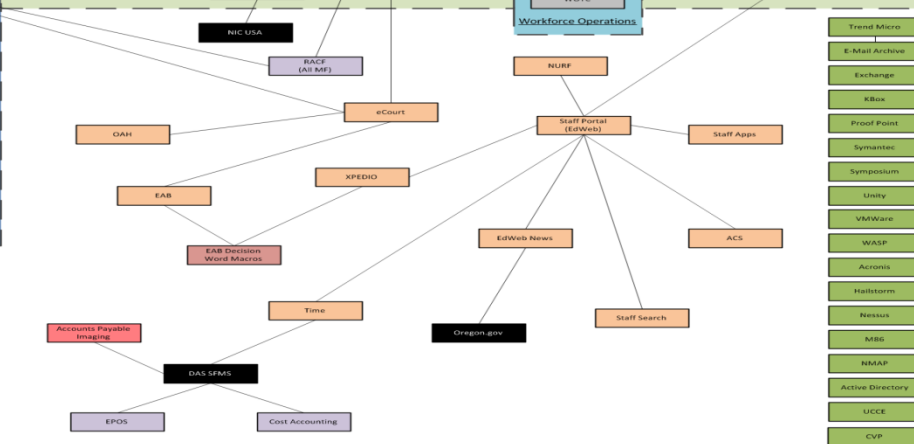 Workforce Operations
NIC USA
RACF
(All MF)
NURF
eCourt
OAH
Staff Portal
(EdWeb)
Staff Apps
XPEDIO
EAB
EAB Decision
Word Macros
EdWeb News
ACS
Time
Staff Search
Accounts Payable
Imaging
Oregon.gov
DAS SFMS
EPOS
Cost Accounting
Trend Micro
E-Mail Archive
Exchange
KBox
Proof Point
Symantec
Symposium
Unity
VMWare
WASP
Acronis
Hailstorm
Nessus
M86
NMAP
Active Directory
UCCE
CVP